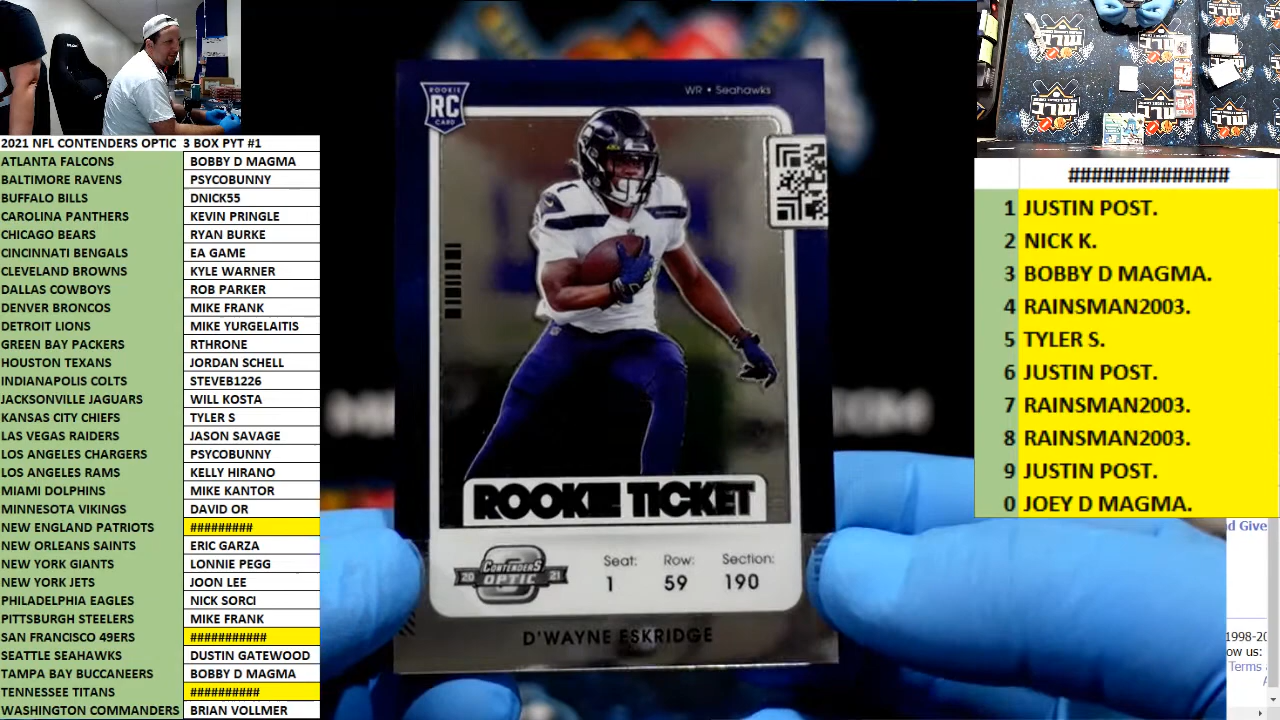 2021 NFL CONTENDERS OPTIC 3 BOX PYT #1
ATLANTA FALCONS BOBBY D MAGMA
BALTIMORE RAVENS PSYCOBUNNY
BUFFALO BILLS DNICK55
CAROLINA PANTHERS KEVIN PRINGLE
CHICAGO BEARS RYAN BURKE
CINCINNATI BENGALS EA GAME
CLEVELAND BROWNS KYLE WARNER
DALLAS COWBOYS ROB PARKER
DENVER BRONCOS MIKE FRANK
DETROIT LIONS MIKE YURGELAITIS
GREEN BAY PACKERS RTHRONE
HOUSTON TEXANS JORDAN SCHELL
INDIANAPOLIS COLTS STEVEB1226
JACKSONVILLE JAGUARS WILL KOSTA
KANSAS CITY CHIEFS TYLER S
LAS VEGAS RAIDERS JASON SAVAGE
LOS ANGELES CHARGERS PSYCOBUNNY
LOS ANGELES RAMS KELLY HIRANO
MIAMI DOLPHINS MIKE KANTOR
MINNESOTA VIKINGS DAVID OR
NEW ENGLAND PATRIOTS #########
NEW ORLEANS SAINTS ERIC GARZA
NEW YORK GIANTS LONNIE PEGG
NEW YORK JETS JOON LEE
PHILADELPHIA EAGLES NICK SORCI
PITTSBURGH STEELERS MIKE FRANK
SAN FRANCISCO 49ERS ###########
SEATTLE SEAHAWKS DUSTIN GATEWOOD
TAMPA BAY BUCCANEERS BOBBY D MAGMA
TENNESSEE TITANS ##########
WASHINGTON COMMANDERS BRIAN VOLLMER
ROOKIE
RC
CARD
WR • Seahawks
ROOKIE TICKET
20 CONTENDERS 21
OPTIC
Seat: Row: Section:
1 59 190
D'WAYNE ESKRIDGE
##############
1 JUSTIN POST.
2 NICK K.
3 BOBBY D MAGMA.
4 RAINSMAN2003.
5 TYLER S.
6 JUSTIN POST.
7 RAINSMAN2003.
8 RAINSMAN2003.
9 JUSTIN POST.
0 JOEY D MAGMA.
d Give
1998-20
ow us:
Terms